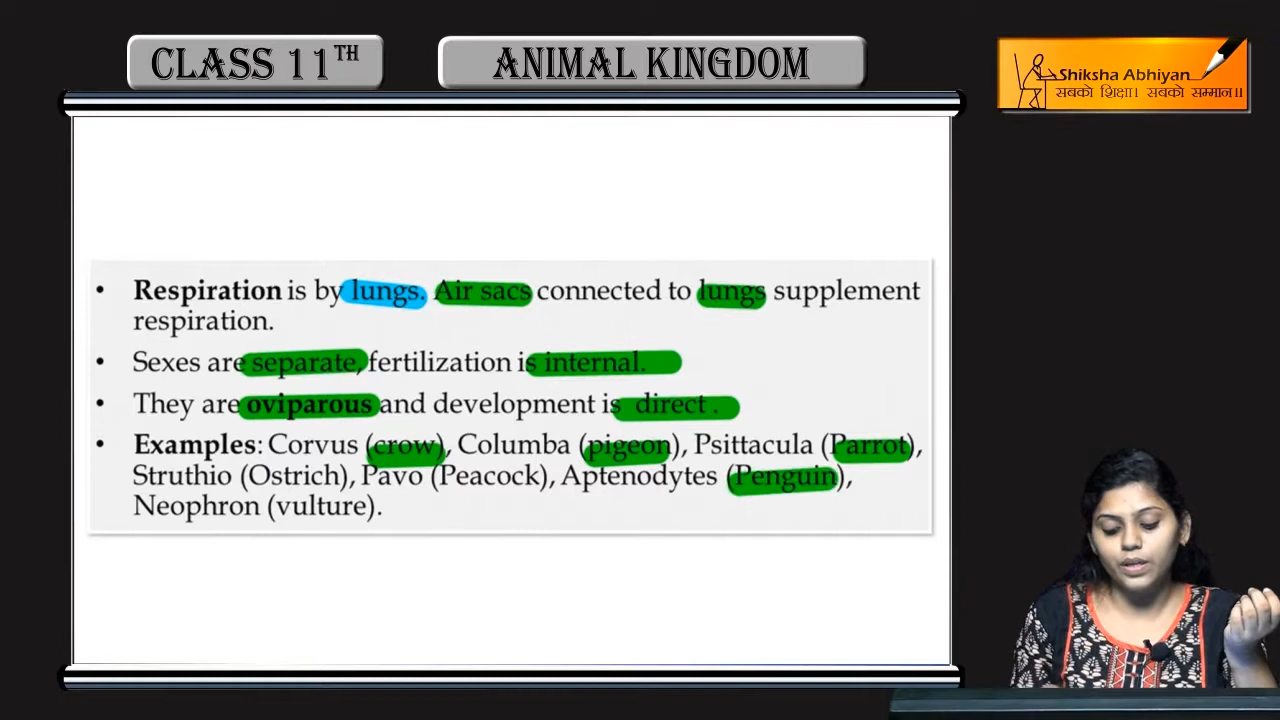 CLASS 11TH
ANIMAL KINGDOM
Shiksha Abhiyan
सबको शिक्षा। सबको सम्मान।।
• Respiration is by lungs. Air sacs connected to lungs supplement
respiration.
• Sexes are separate, fertilization is internal.
• They are oviparous and development is direct .
• Examples: Corvus (crow), Columba (pigeon), Psittacula (Parrot),
Struthio (Ostrich), Pavo (Peacock), Aptenodytes (Penguin),
Neophron (vulture).